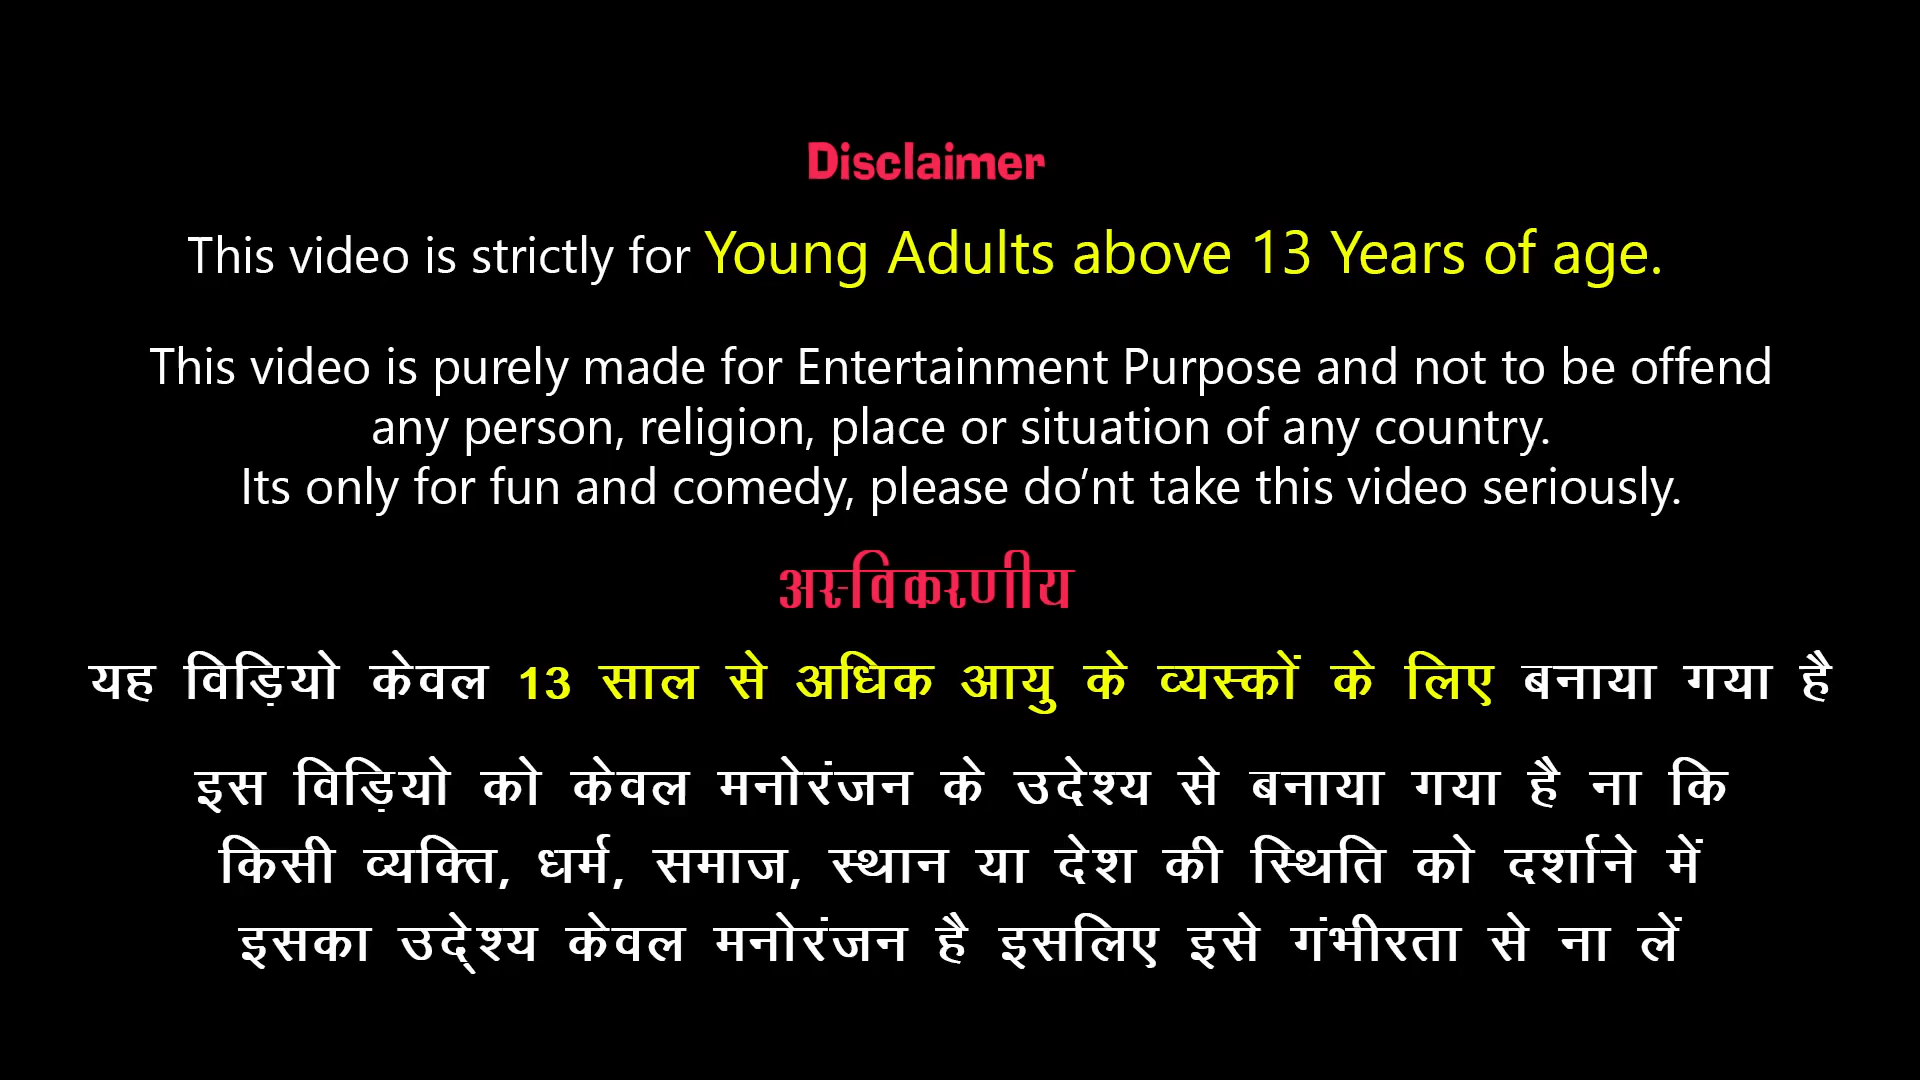 Disclaimer
This video is strictly for Young Adults above 13 Years of age.
This video is purely made for Entertainment Purpose and not to be offend
any person, religion, place or situation of any country.
Its only for fun and comedy, please do‘nt take this video seriously.
अस्विकरणीय
यह विडि़यो केवल 13 साल से अधिक आयु के व्यस्कों के लिए बनाया गया है
इस विडि़यो को केवल मनोरंजन के उदेश्य से बनाया गया है ना कि
किसी व्यक्ति, धर्म, समाज, स्थान या देश की स्थिति को दर्शाने में
इसका उदे्श्य केवल मनोरंजन है इसलिए इसे गंभीरता से ना लें